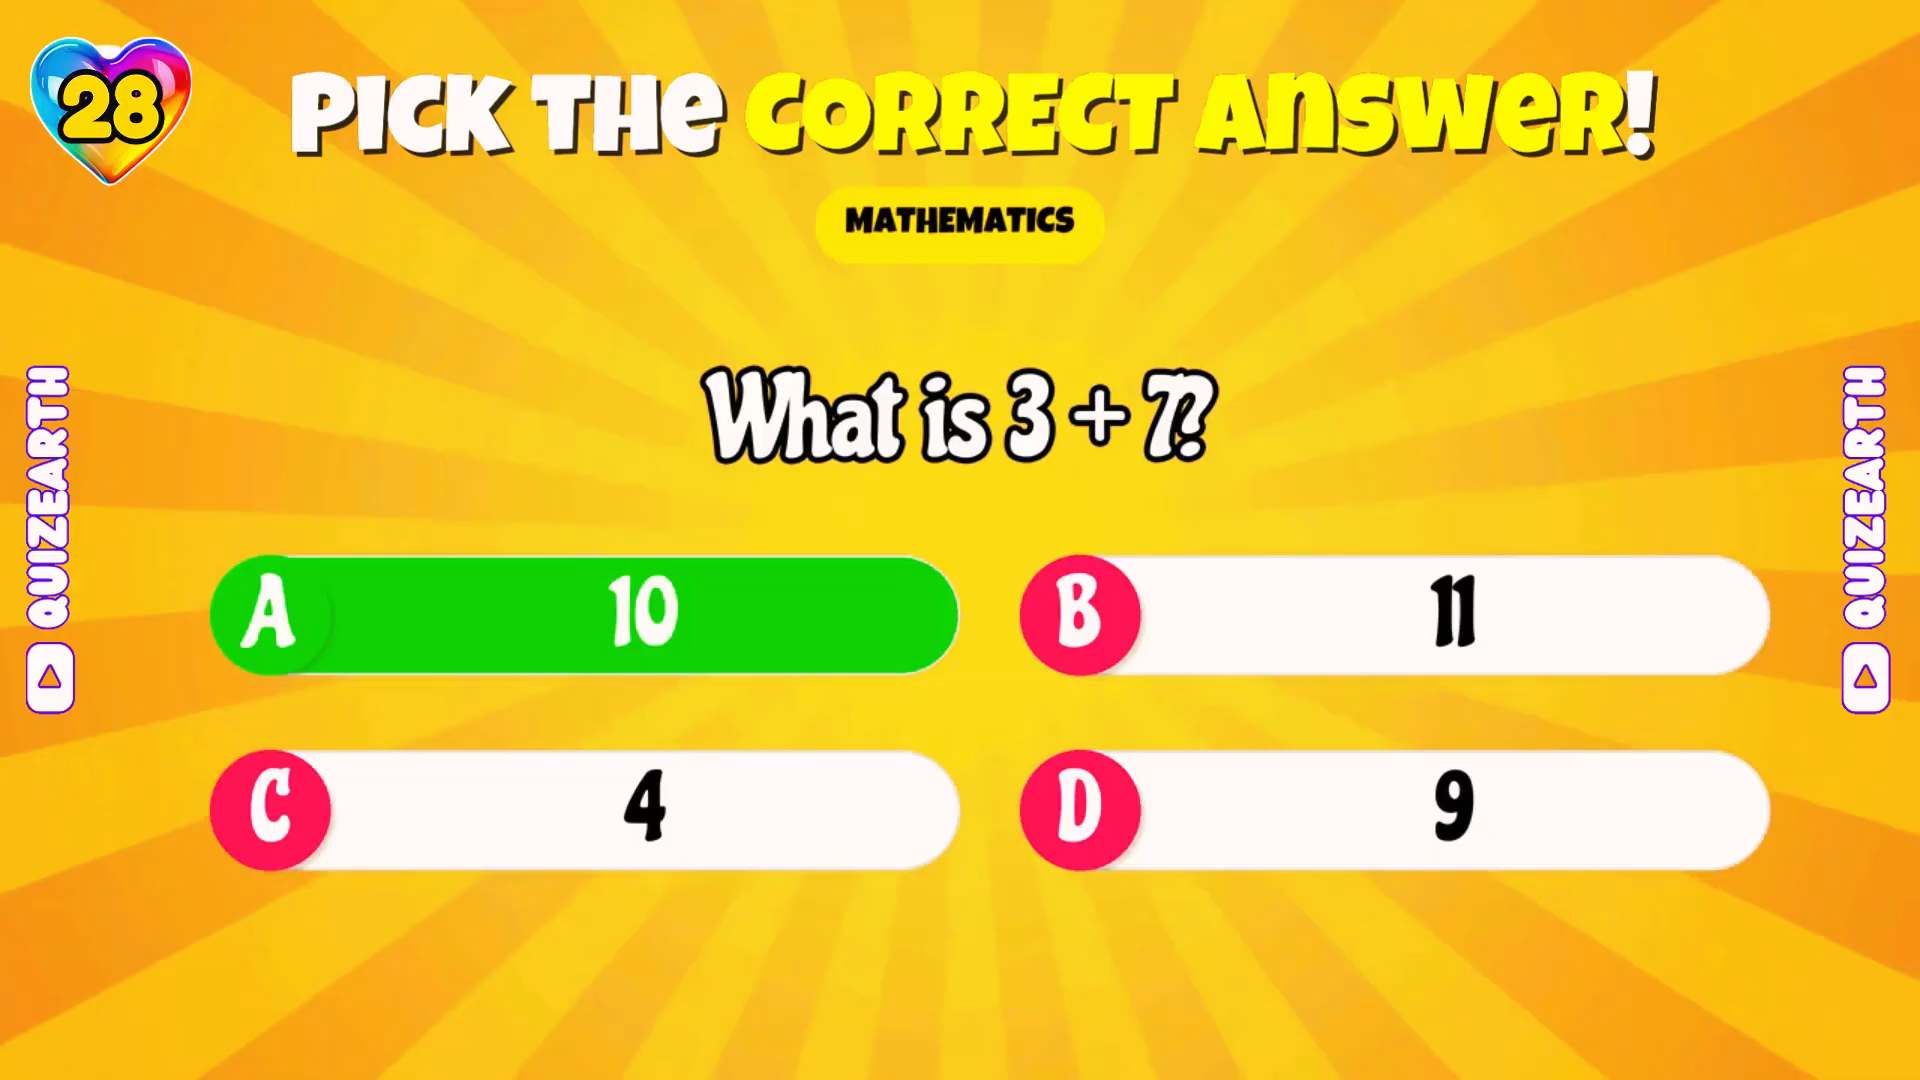 28
PICK THE CORRECT ANSWER!
MATHEMATICS
What is 3 + 7?
A 10
B 11
C 4
D 9
QUIZEARTH
QUIZEARTH